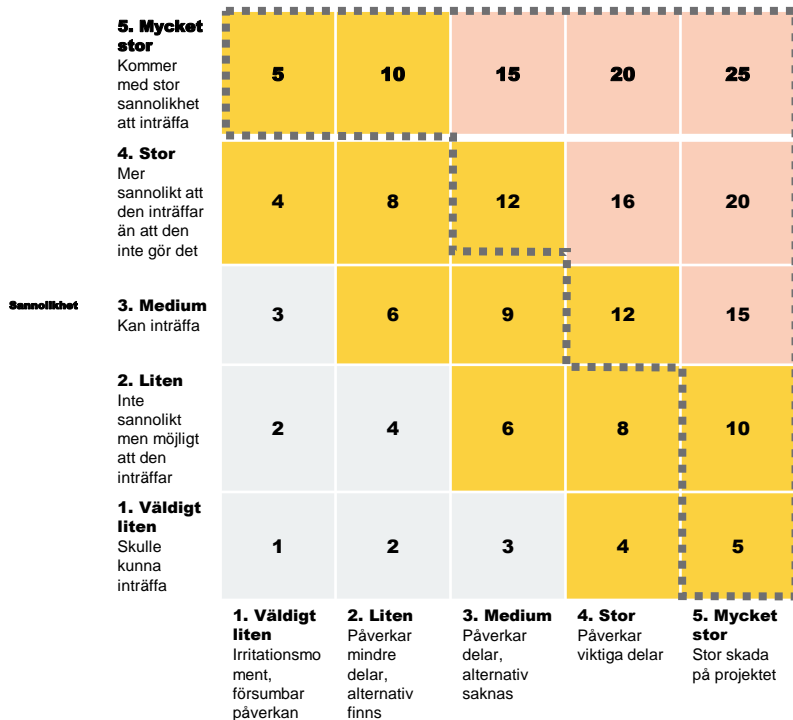 5. Mycket
stor
Kommer
med stor
sannolikhet
att inträffa
5 10 15 20 25
4. Stor
Mer
sannolikt att
den inträffar
än att den
inte gör det
4 8 12 16 20
Sannolikhet
3. Medium
Kan inträffa
3 6 9 12 15
2. Liten
Inte
sannolikt
men möjligt
att den
inträffar
2 4 6 8 10
1. Väldigt
liten
Skulle
kunna
inträffa
1 2 3 4 5
1. Väldigt
liten
Irritationsmo
ment,
försumbar
påverkan
2. Liten
Påverkar
mindre
delar,
alternativ
finns
3. Medium
Påverkar
delar,
alternativ
saknas
4. Stor
Påverkar
viktiga delar
5. Mycket
stor
Stor skada
på projektet